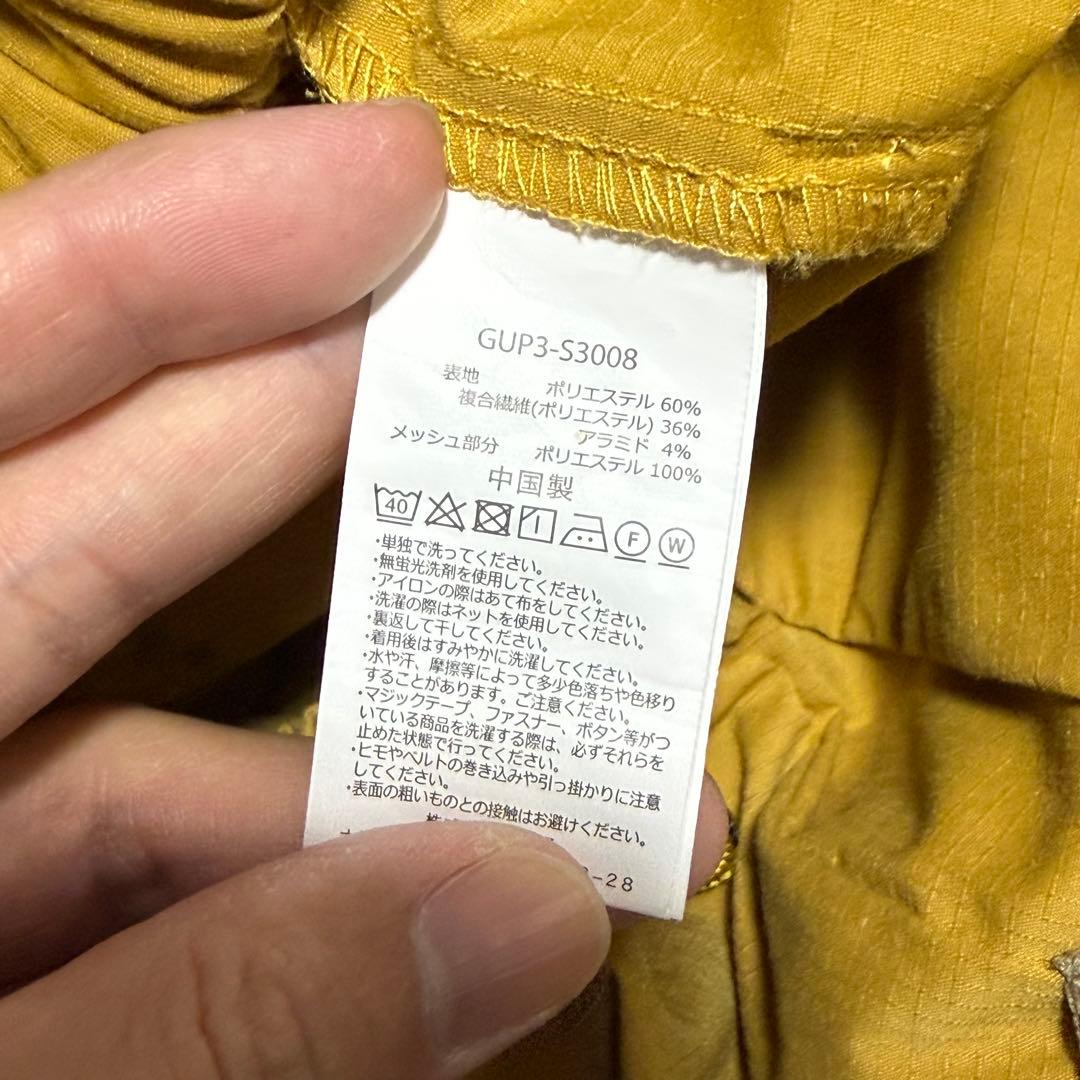 GUP3-S3008
表地 ポリエステル 60%
複合繊維(ポリエステル) 36%
アラミド 4%
メッシュ部分 ポリエステル 100%
中国製
40 F W
・単独で洗ってください。
・無蛍光洗剤を使用してください。
・アイロンの際はあて布をしてください。
・洗濯の際はネットを使用してください。
・裏返して干してください。
・着用後はすみやかに洗濯してください。
・水や汗、摩擦等によって多少色落ちや色移り
することがあります。ご注意ください。
・マジックテープ、ファスナー、ボタン等がつ
いている商品を洗濯する際は、必ずそれらを
止めた状態で行ってください。
・ヒモやベルトの巻き込みや引っ掛かりに注意
してください。
・表面の粗いものとの接触はお避けください。
-28